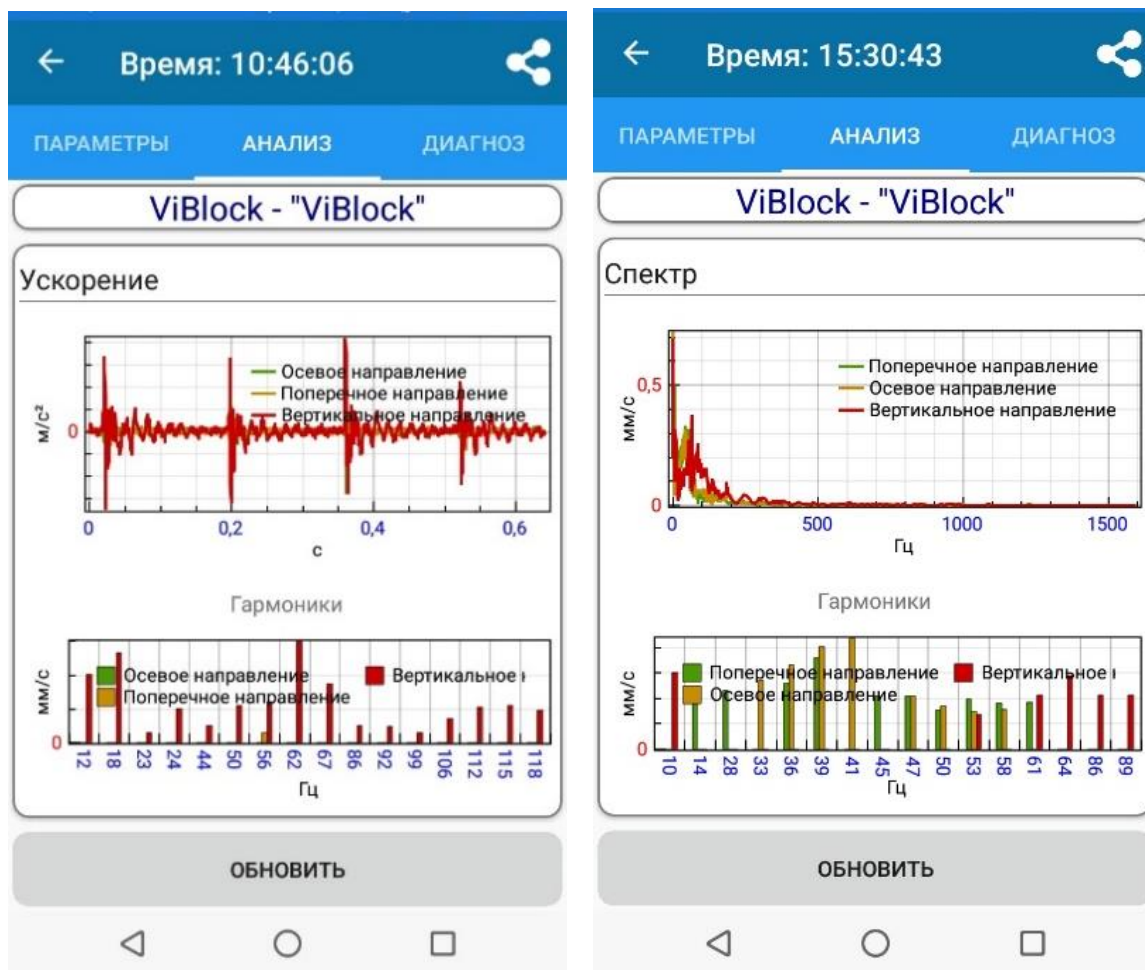 Время: 10:46:06
ПАРАМЕТРЫ АНАЛИЗ ДИАГНОЗ
ViBlock - "ViBlock"
Ускорение
Осевое направление
Поперечное направление
Вертикальное направление
м/с²
0
0 0,2 0,4 0,6
с
Гармоники
Осевое направление
Вертикальное
Поперечное направление
мм/с
0
12 18 23 24 44 50 56 62 67 86 92 99 106 112 115 118
Гц
ОБНОВИТЬ
Время: 15:30:43
ПАРАМЕТРЫ АНАЛИЗ ДИАГНОЗ
ViBlock - "ViBlock"
Спектр
Поперечное направление
Осевое направление
Вертикальное направление
0,5
мм/с
0
0 500 1000 1500
Гц
Гармоники
Поперечное направление
Вертикальное
Осевое направление
мм/с
0
10 14 28 33 36 39 41 45 47 50 53 58 61 64 86 89
Гц
ОБНОВИТЬ